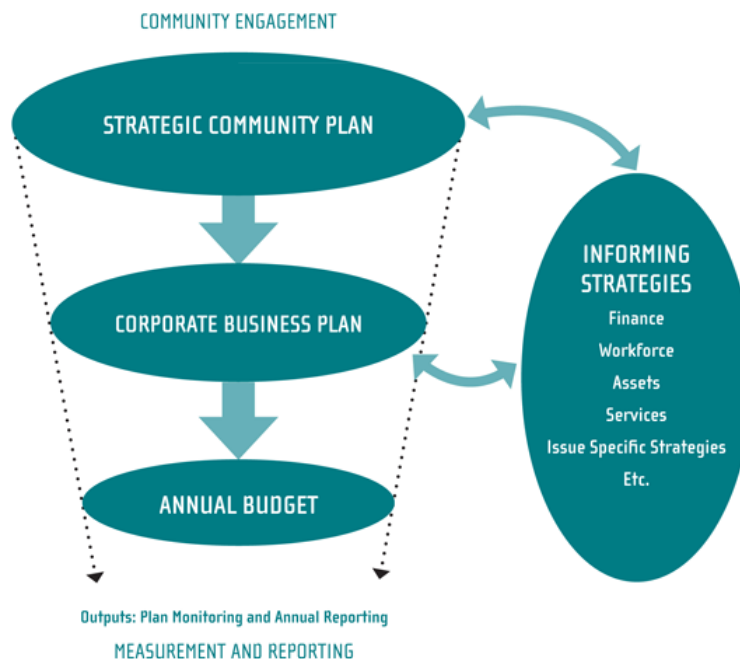 COMMUNITY ENGAGEMENT
STRATEGIC COMMUNITY PLAN
CORPORATE BUSINESS PLAN
ANNUAL BUDGET
INFORMING
STRATEGIES
Finance
Workforce
Assets
Services
Issue Specific Strategies
Etc.
Outputs: Plan Monitoring and Annual Reporting
MEASUREMENT AND REPORTING